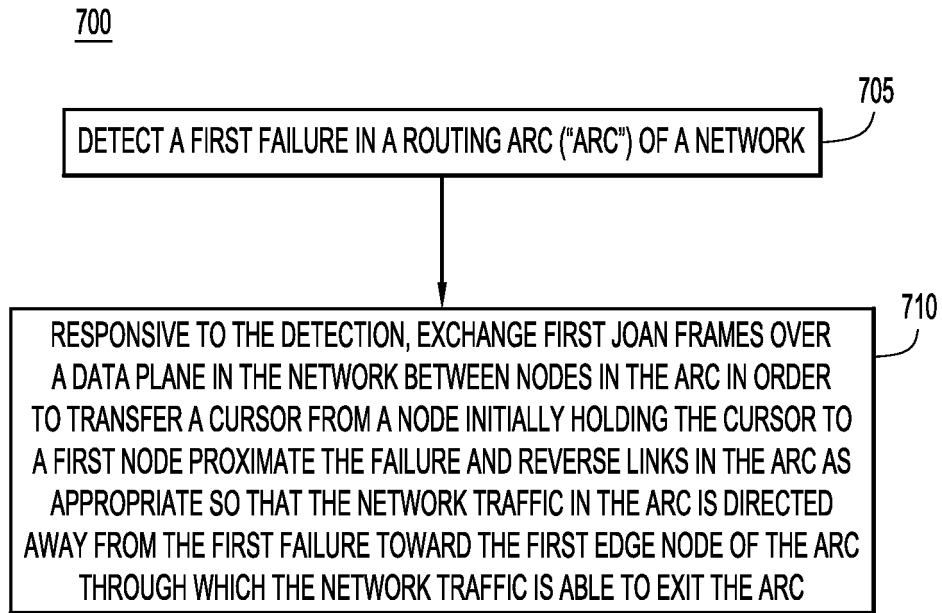 700
705
DETECT A FIRST FAILURE IN A ROUTING ARC (“ARC”) OF A NETWORK
710
RESPONSIVE TO THE DETECTION, EXCHANGE FIRST JOAN FRAMES OVER
A DATA PLANE IN THE NETWORK BETWEEN NODES IN THE ARC IN ORDER
TO TRANSFER A CURSOR FROM A NODE INITIALLY HOLDING THE CURSOR TO
A FIRST NODE PROXIMATE THE FAILURE AND REVERSE LINKS IN THE ARC AS
APPROPRIATE SO THAT THE NETWORK TRAFFIC IN THE ARC IS DIRECTED
AWAY FROM THE FIRST FAILURE TOWARD THE FIRST EDGE NODE OF THE ARC
THROUGH WHICH THE NETWORK TRAFFIC IS ABLE TO EXIT THE ARC